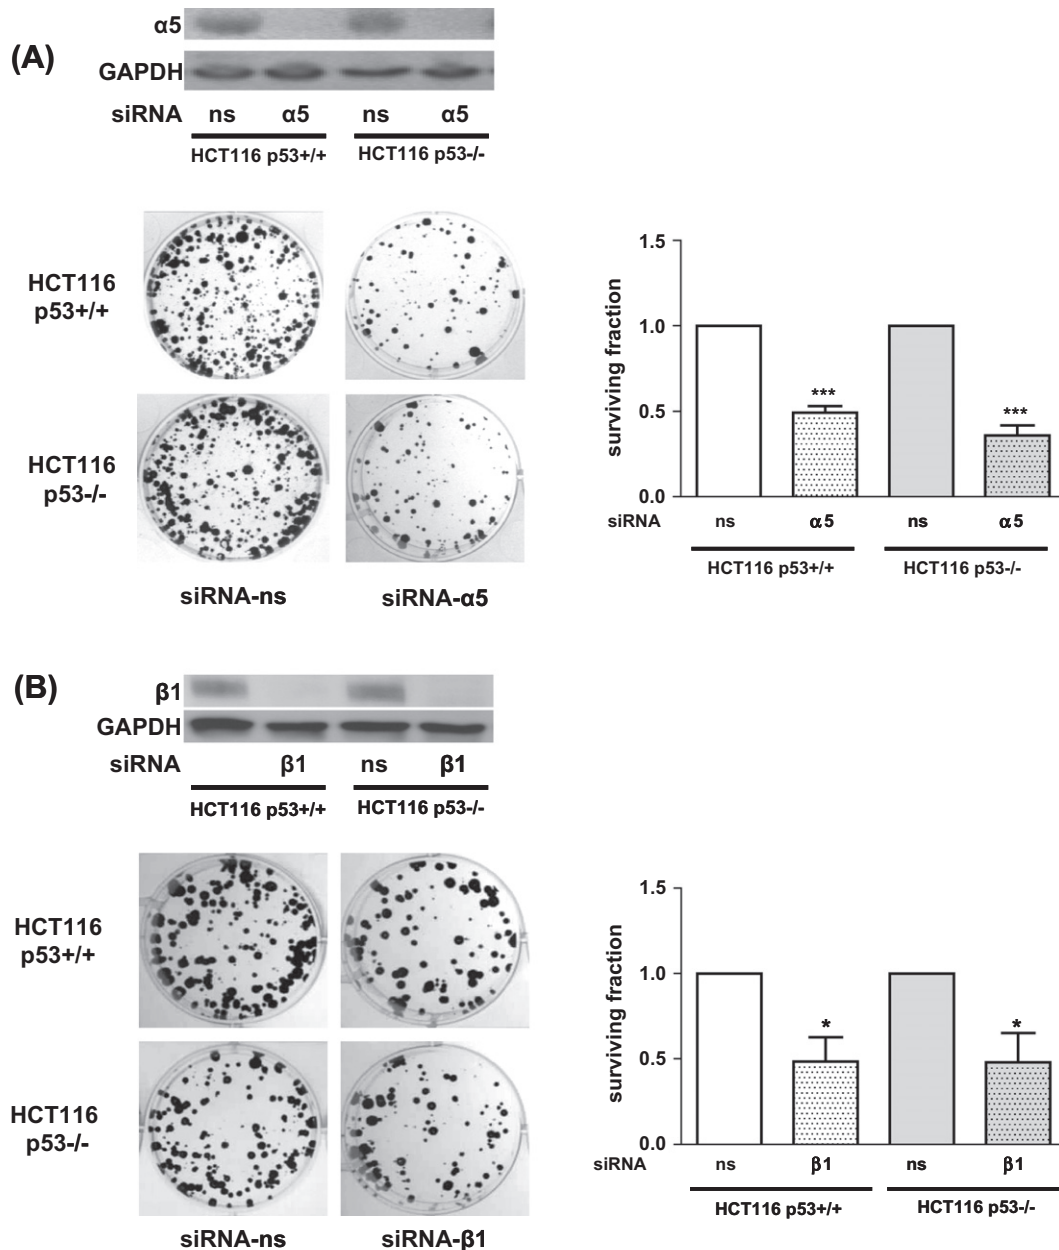 (A)
α5
GAPDH
siRNA ns α5 ns α5
HCT116 p53+/+ HCT116 p53-/-
HCT116
p53+/+
HCT116
p53-/-
siRNA-ns siRNA-α5
surviving fraction
1.5
1.0
0.5
0.0
***
***
siRNA ns α5 ns α5
HCT116 p53+/+ HCT116 p53-/-
(B)
β1
GAPDH
siRNA β1 ns β1
HCT116 p53+/+ HCT116 p53-/-
HCT116
p53+/+
HCT116
p53-/-
siRNA-ns siRNA-β1
surviving fraction
1.5
1.0
0.5
0.0
*
*
siRNA ns β1 ns β1
HCT116 p53+/+ HCT116 p53-/-